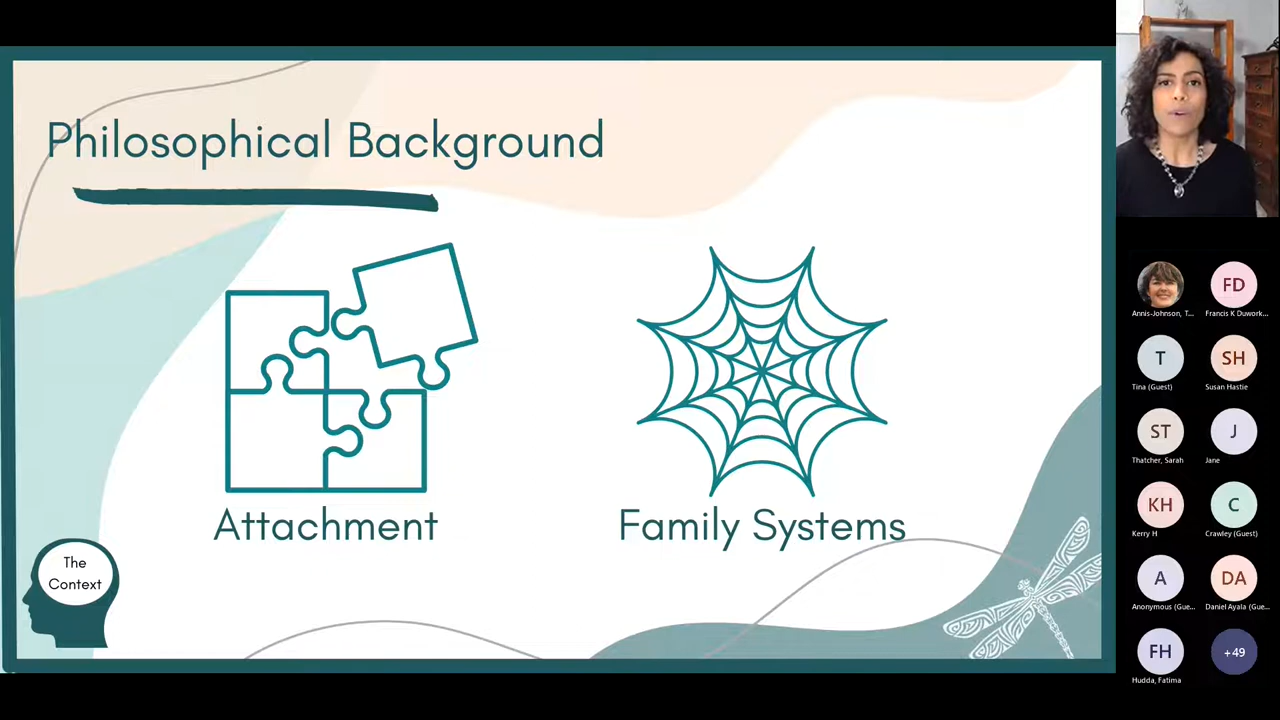 Philosophical Background
Attachment
Family Systems
The
Context
Annis-Johnson, T...
FD
Francis K Duwork...
T
Tina (Guest)
SH
Susan Hastie
ST
Thatcher, Sarah
J
Jane
KH
Kerry H
C
Crawley (Guest)
A
Anonymous (Gue...
DA
Daniel Ayala (Gue...
FH
Hudda, Fatima
+49